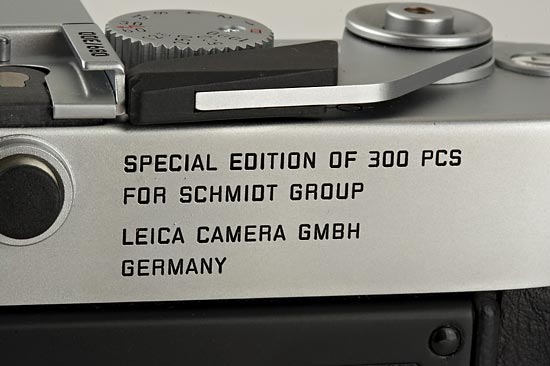 SPECIAL EDITION OF 300 PCS
FOR SCHMIDT GROUP
LEICA CAMERA GMBH
GERMANY